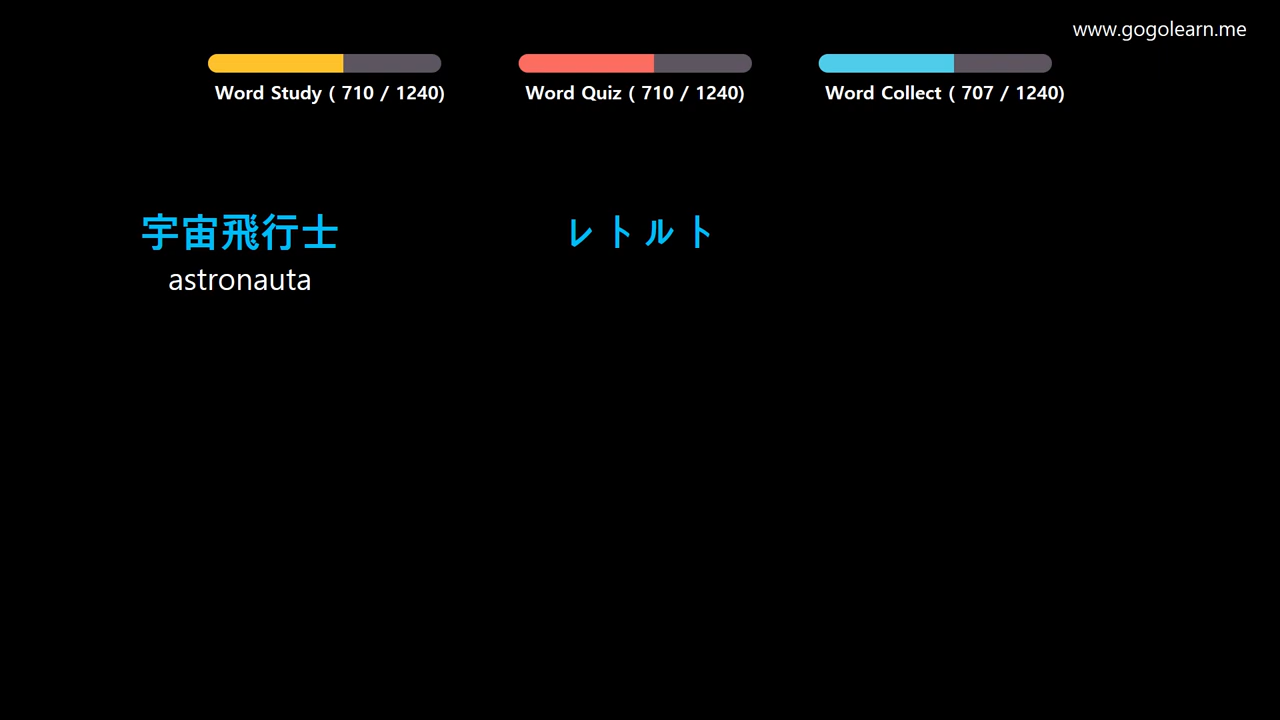 www.gogolearn.me
Word Study ( 710 / 1240)
Word Quiz ( 710 / 1240)
Word Collect ( 707 / 1240)
宇宙飛行士
astronauta
レトルト